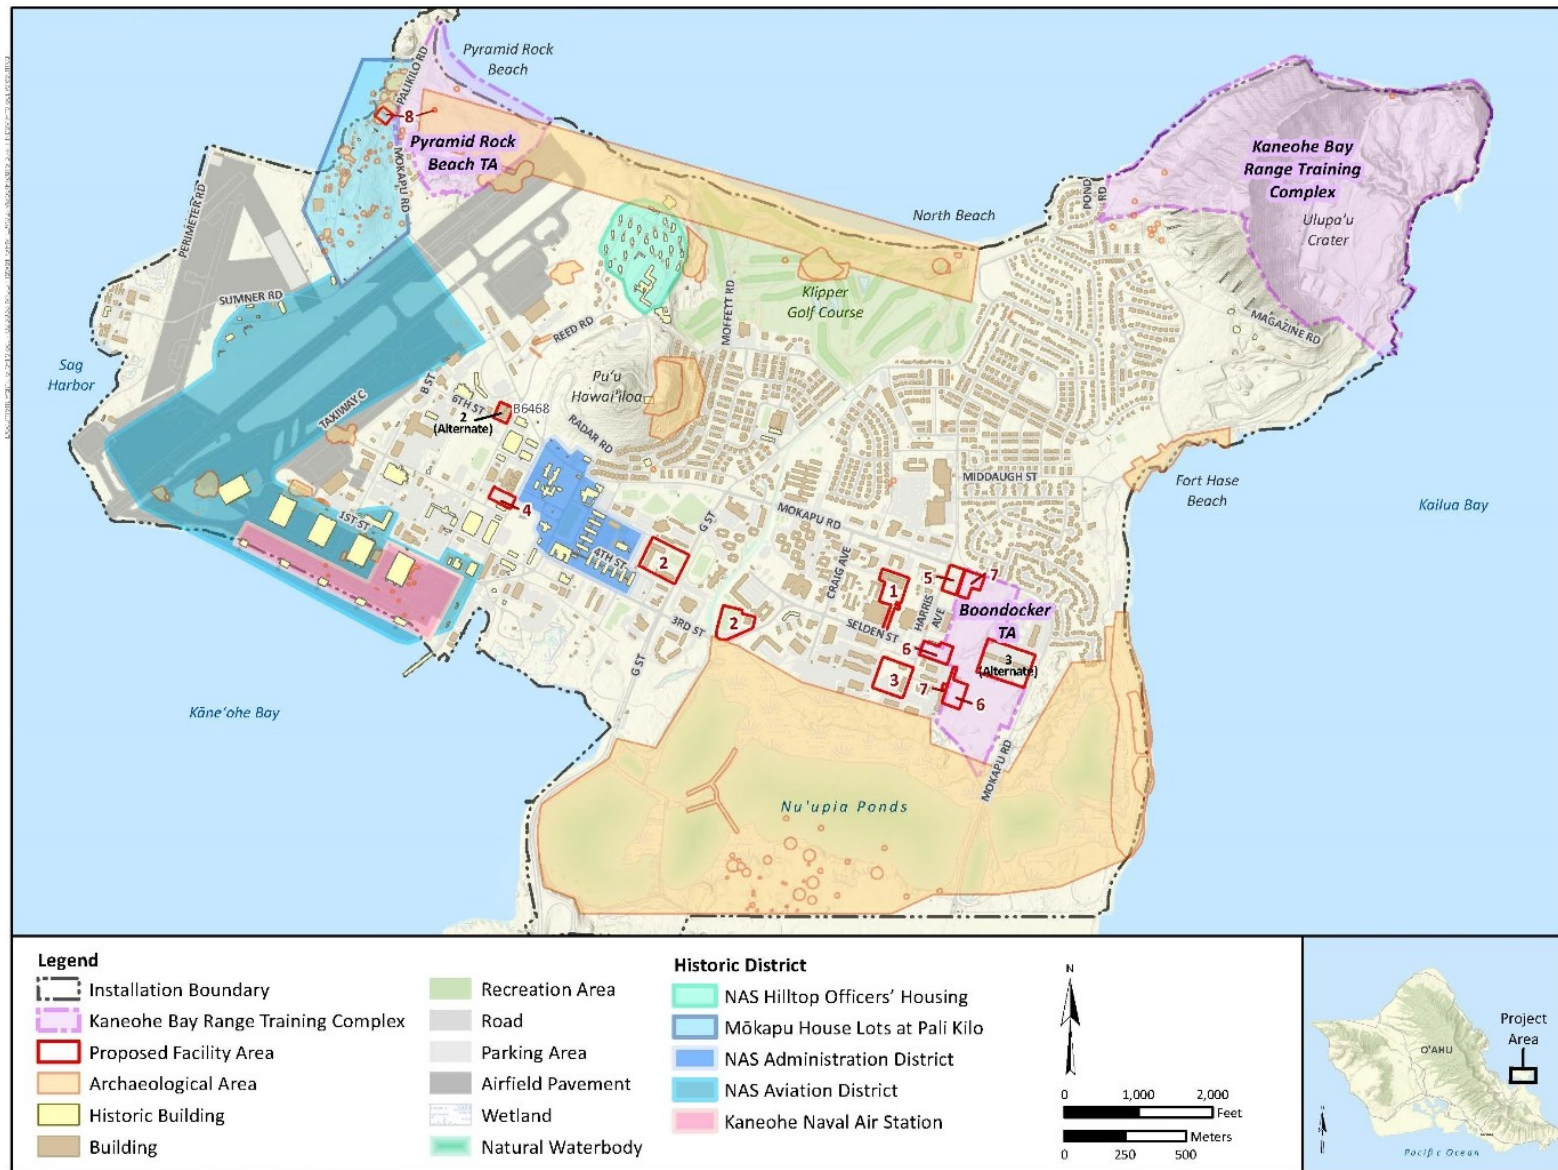 Pyramid Rock
Beach
PALIKILO RD
8
Pyramid Rock
Beach TA
MOKAPU RD
PERIMETER RD
SUMNER RD
Kaneohe Bay
Range Training
Complex
Ulupa'u
Crater
POND
RD
North Beach
Klipper
Golf Course
MOFFETT RD
MAGAZINE RD
REED RD
Sag
Harbor
Pu'u
Hawai'iloa
B ST
6TH ST
B6468
2
(Alternate)
TAXIWAY C
RADAR RD
MIDDAUGH ST
Fort Hase
Beach
Kailua Bay
4
1ST ST
G ST
MOKAPU RD
4TH ST
2
CRAIG AVE
5
7
1
HARRIS
AVE
Boondocker
TA
2
3RD ST
SELDEN ST
6
3
(Alternate)
G ST
3
7
6
Kāne'ohe Bay
MOKAPU RD
Nu'upia Ponds
Legend
Installation Boundary
Kaneohe Bay Range Training Complex
Proposed Facility Area
Archaeological Area
Historic Building
Building
Recreation Area
Road
Parking Area
Airfield Pavement
Wetland
Natural Waterbody
Historic District
NAS Hilltop Officers' Housing
Mōkapu House Lots at Pali Kilo
NAS Administration District
NAS Aviation District
Kaneohe Naval Air Station
N
0 1,000 2,000
Feet
Meters
0 250 500
Project
Area
O'AHU
Pacific Ocean